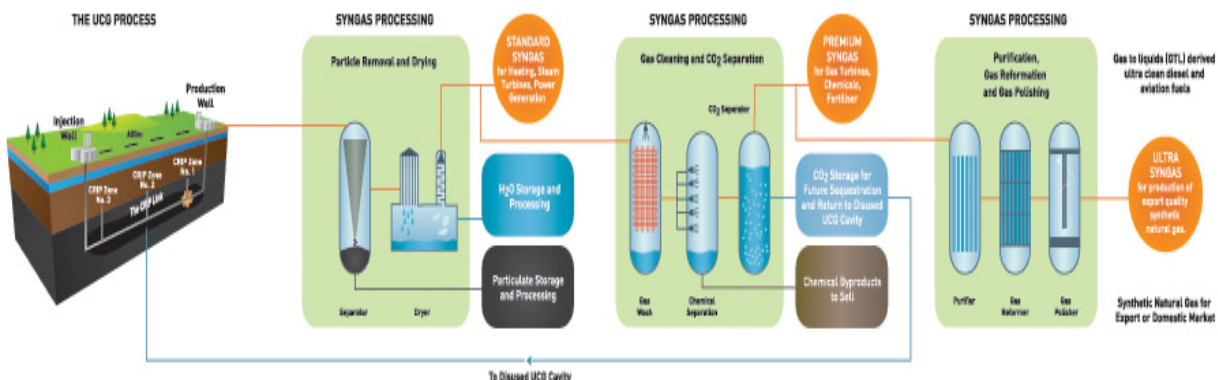 THE UCG PROCESS
Injection
Well
Production
Well
600m
CRIP Zone
No. 3
CRIP Zone
No. 2
CRIP Zone
No. 1
The CRIP Link
SYNGAS PROCESSING
Particle Removal and Drying
Separator
Dryer
STANDARD
SYNGAS
for Heating, Steam
Turbines, Power
Generation
H2O Storage and
Processing
Particulate Storage
and Processing
SYNGAS PROCESSING
Gas Cleaning and CO2 Separation
CO2 Separator
Gas
Wash
Chemical
Separation
PREMIUM
SYNGAS
for Gas Turbines,
Chemicals,
Fertiliser
CO2 Storage for
Future Sequestration
and Return to Disused
UCG Cavity
Chemical Byproducts
to Sell
SYNGAS PROCESSING
Purification,
Gas Reformation
and Gas Polishing
Purifier
Gas
Reformer
Gas
Polisher
Gas to liquids (GTL) derived
ultra clean diesel and
aviation fuels
ULTRA
SYNGAS
for production of
export quality
synthetic
natural gas.
Synthetic Natural Gas for
Export or Domestic Market
To Disused UCG Cavity